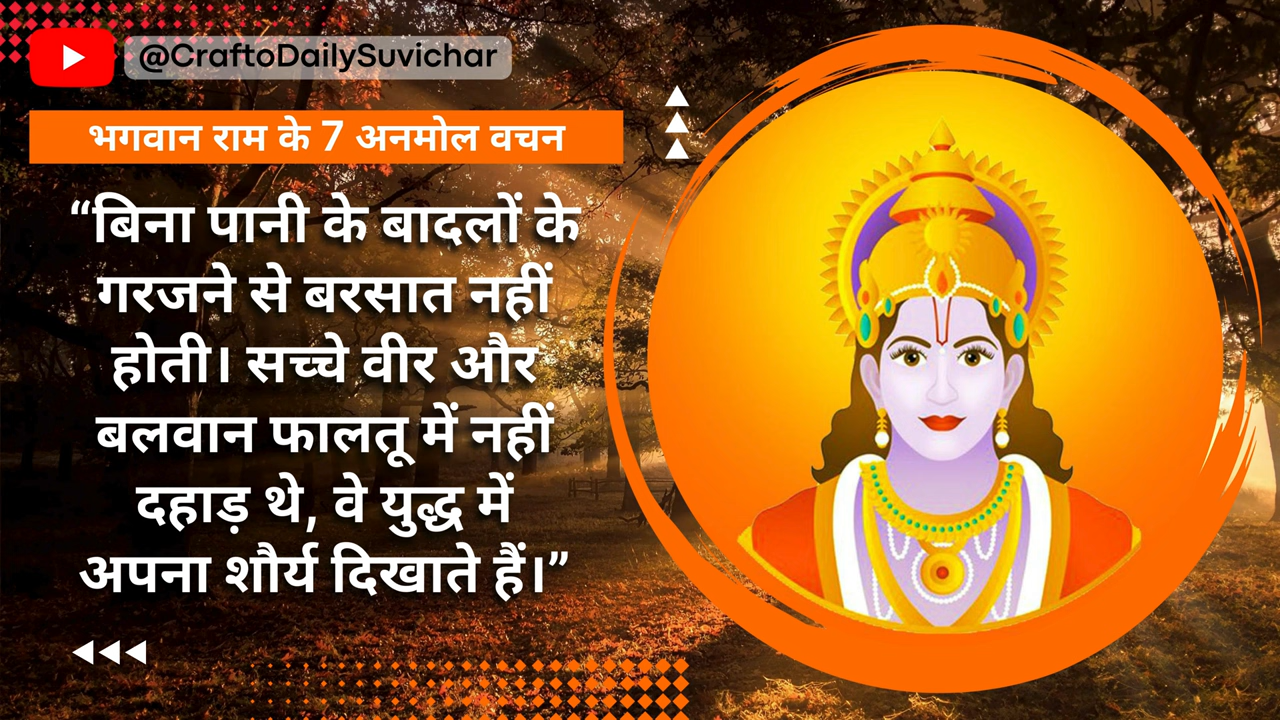 @CraftoDailySuvichar
भगवान राम के 7 अनमोल वचन
“बिना पानी के बादलों के
गरजने से बरसात नहीं
होती। सच्चे वीर और
बलवान फालतू में नहीं
दहाड़ थे, वे युद्ध में
अपना शौर्य दिखाते हैं।”